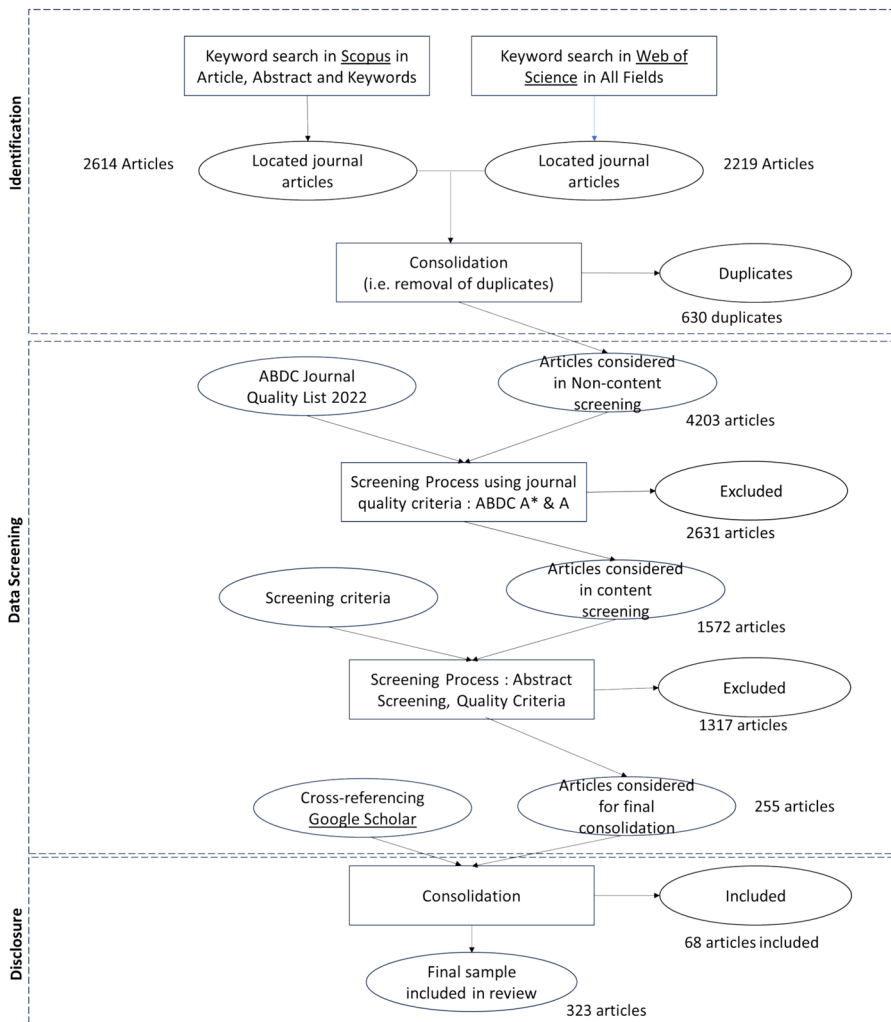 Identification
Keyword search in Scopus in
Article, Abstract and Keywords
Keyword search in Web of
Science in All Fields
2614 Articles
Located journal
articles
Located journal
articles
2219 Articles
Consolidation
(i.e. removal of duplicates)
Duplicates
630 duplicates
Data Screening
ABDC Journal
Quality List 2022
Articles considered
in Non-content
screening
4203 articles
Screening Process using journal
quality criteria : ABDC A* & A
Excluded
2631 articles
Screening criteria
Articles considered
in content
screening
1572 articles
Screening Process : Abstract
Screening, Quality Criteria
Excluded
1317 articles
Cross-referencing
Google Scholar
Articles considered
for final
consolidation
255 articles
Disclosure
Consolidation
Included
68 articles included
Final sample
included in review
323 articles